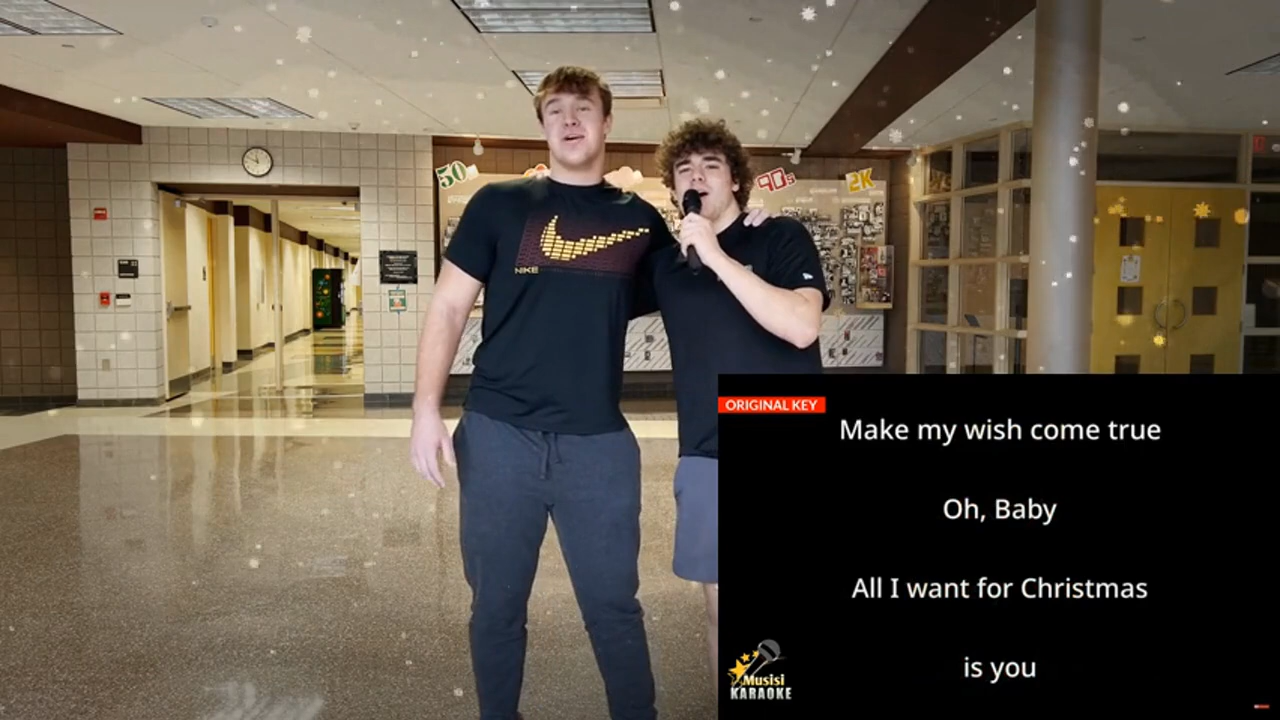 50
90s
2K
NIKE
ORIGINAL KEY
Make my wish come true
Oh, Baby
All I want for Christmas
is you
Musisi
KARAOKE